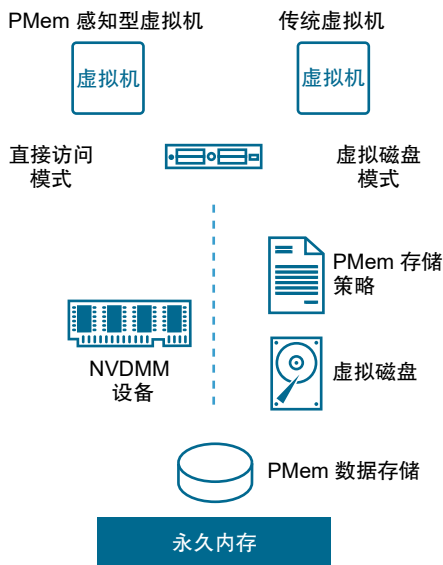 PMem 感知型虚拟机
传统虚拟机
虚拟机
虚拟机
直接访问
模式
虚拟磁盘
模式
PMem 存储
策略
NVDMM
设备
虚拟磁盘
PMem 数据存储
永久内存